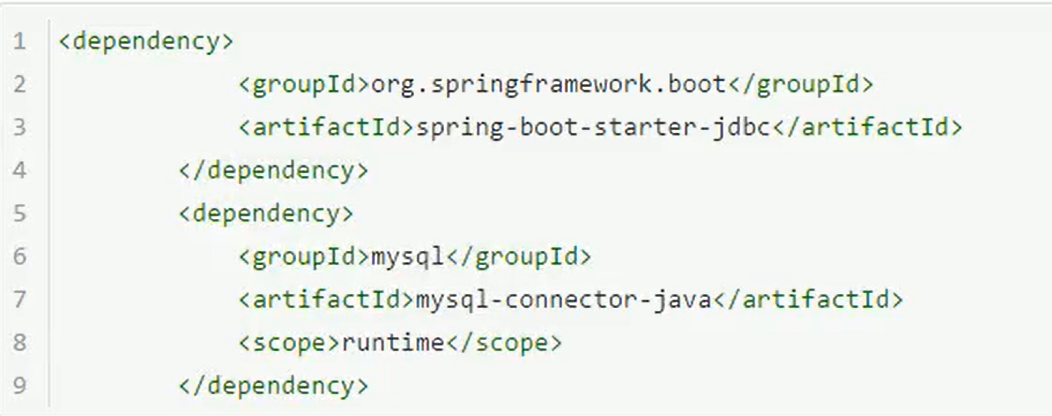 1 <dependency>
2 <groupId>org.springframework.boot</groupId>
3 <artifactId>spring-boot-starter-jdbc</artifactId>
4 </dependency>
5 <dependency>
6 <groupId>mysql</groupId>
7 <artifactId>mysql-connector-java</artifactId>
8 <scope>runtime</scope>
9 </dependency>